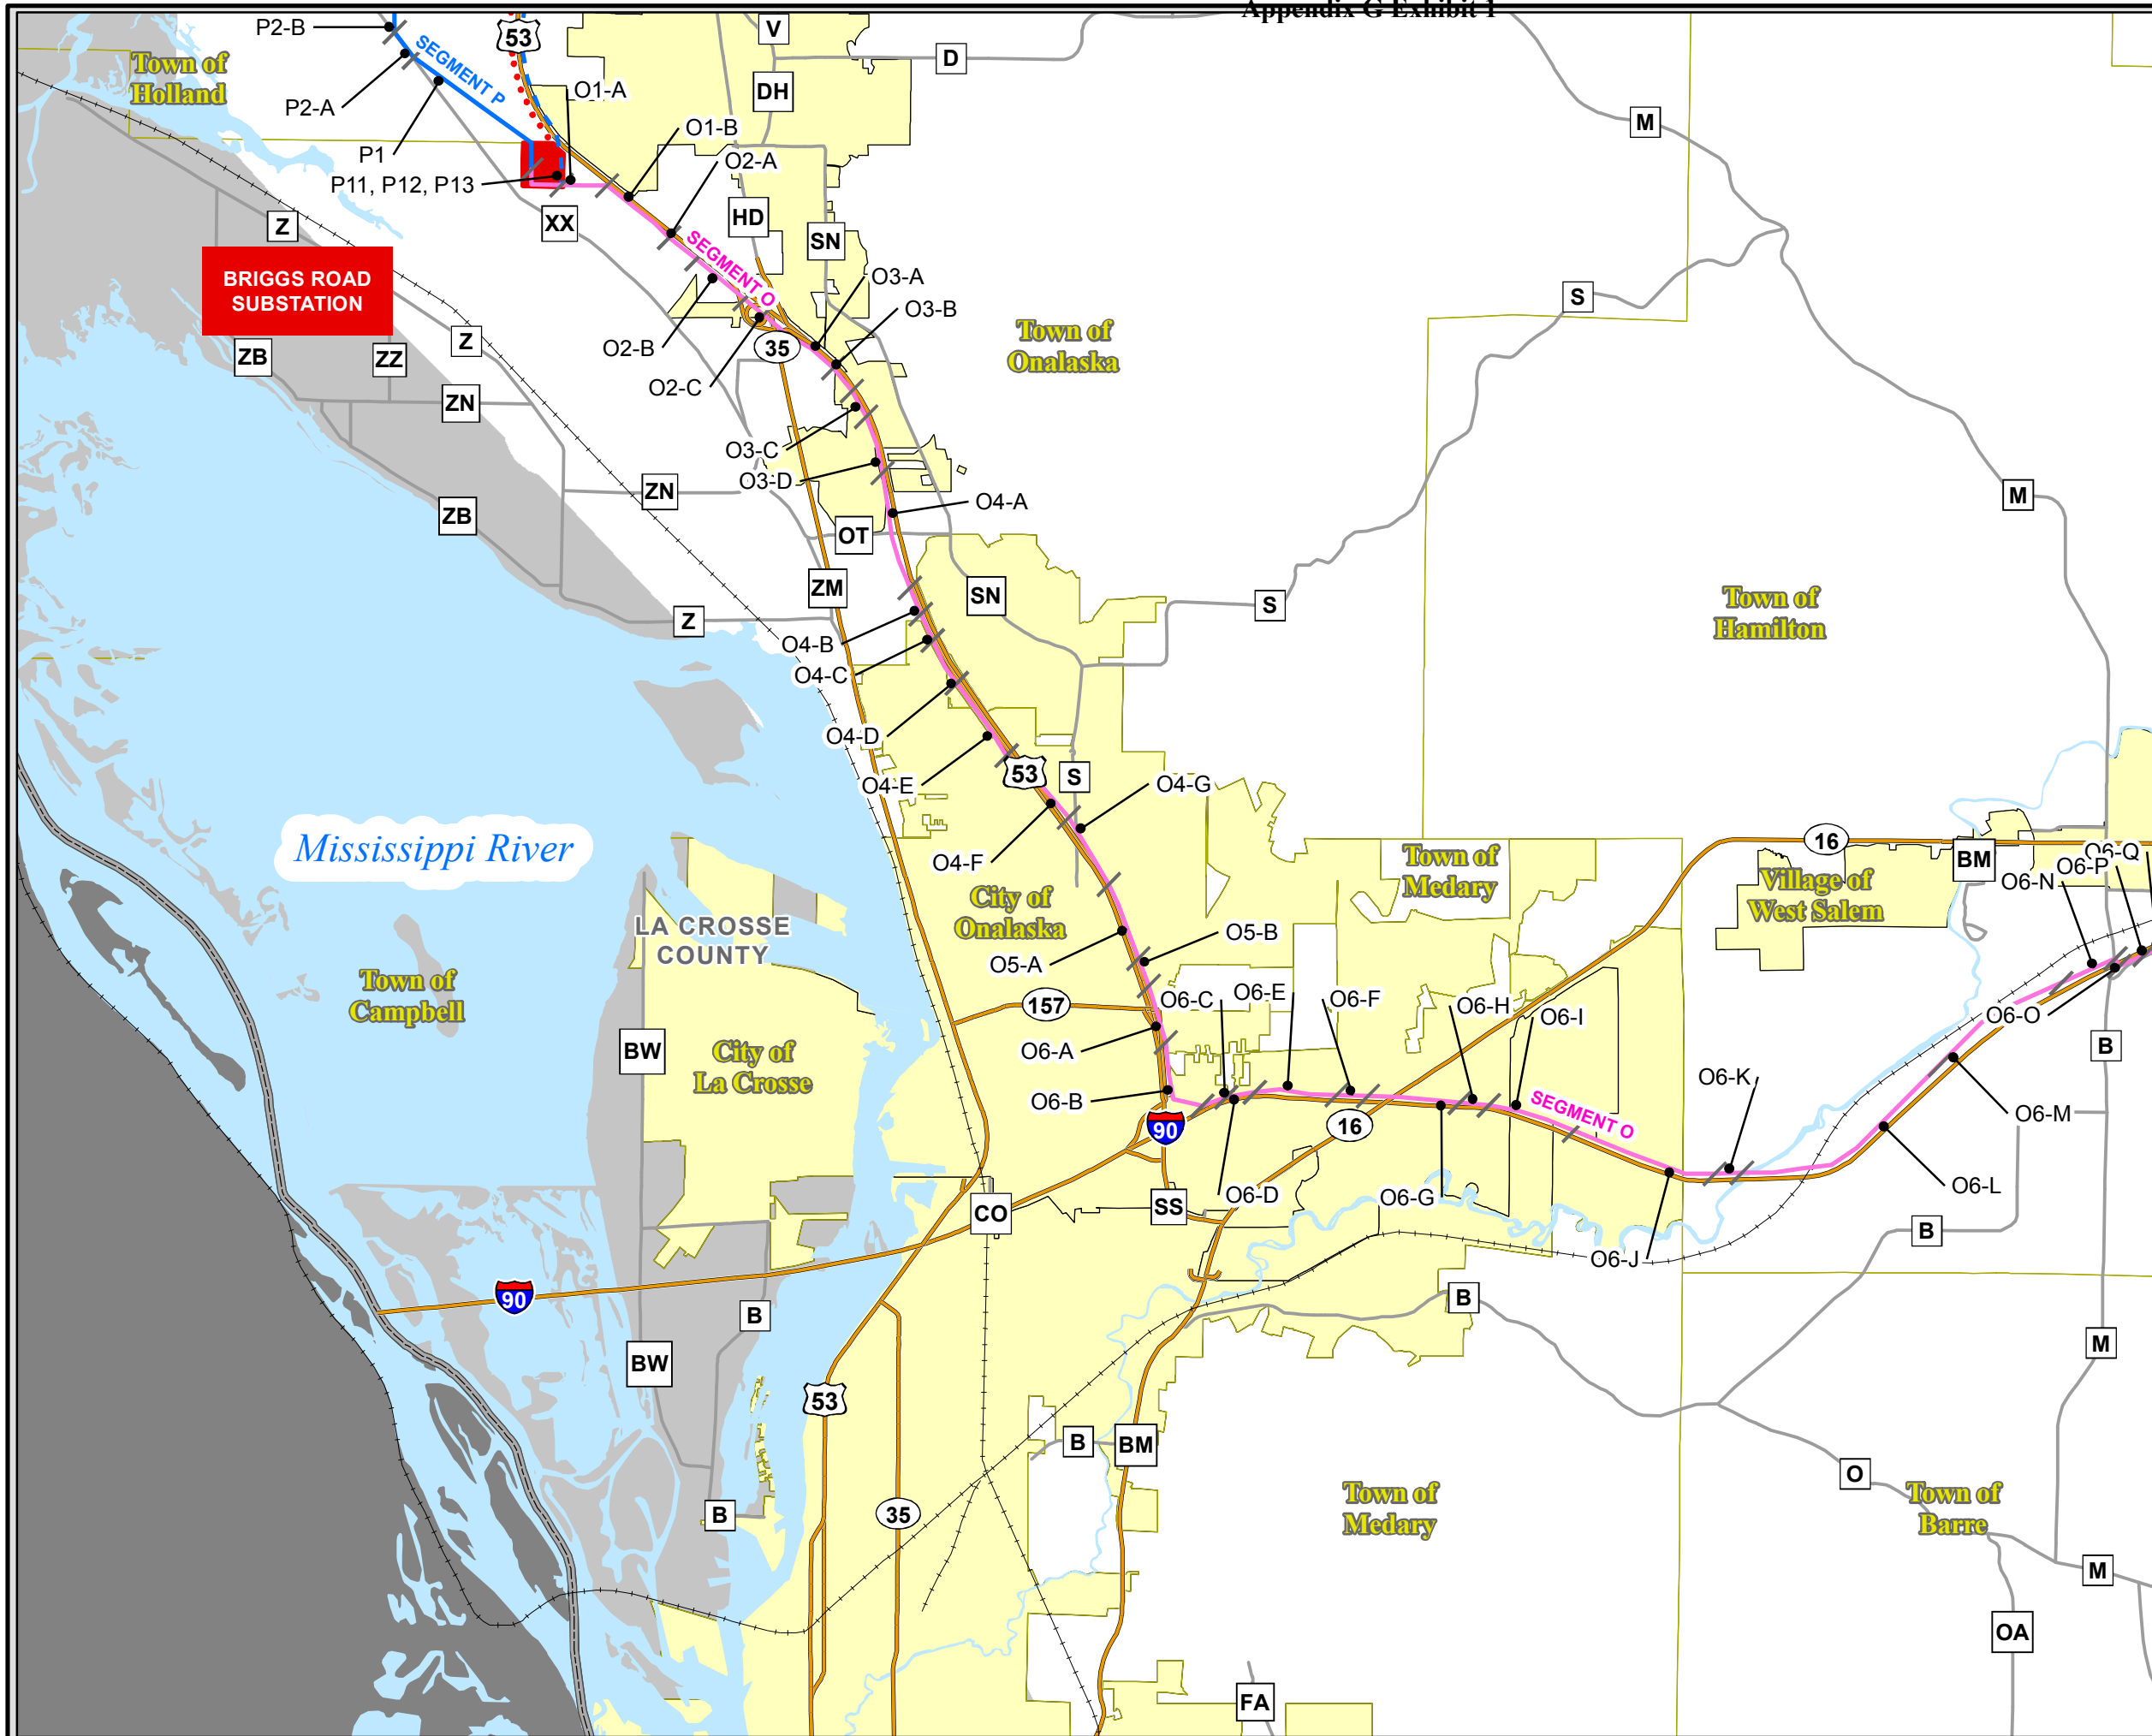 Appendix G Exhibit 1
P2-B
53
V
D
Town of
Holland
SEGMENT P
DH
O1-A
P2-A
M
O1-B
P1
O2-A
P11, P12, P13
Z
XX
HD
SN
SEGMENT O
BRIGGS ROAD
SUBSTATION
O3-A
S
O3-B
Town of
Onalaska
Z
ZB
ZZ
O2-B
35
O2-C
ZN
O3-C
O3-D
ZN
M
O4-A
ZB
OT
ZM
SN
S
Town of
Hamilton
Z
O4-B
O4-C
O4-D
53
S
O4-E
O4-G
Mississippi River
16
O4-F
Town of
Medary
BM
O6-Q
O6-P
O6-N
Village of
West Salem
City of
Onalaska
LA CROSSE
COUNTY
O5-B
O5-A
Town of
Campbell
157
O6-C
O6-E
O6-F
O6-H
O6-I
O6-O
BW
City of
La Crosse
O6-A
B
O6-K
O6-B
90
16
SEGMENT O
O6-M
O6-D
O6-G
O6-L
CO
SS
B
O6-J
90
B
B
M
BW
53
B
BM
O
35
B
Town of
Medary
Town of
Barre
M
OA
FA